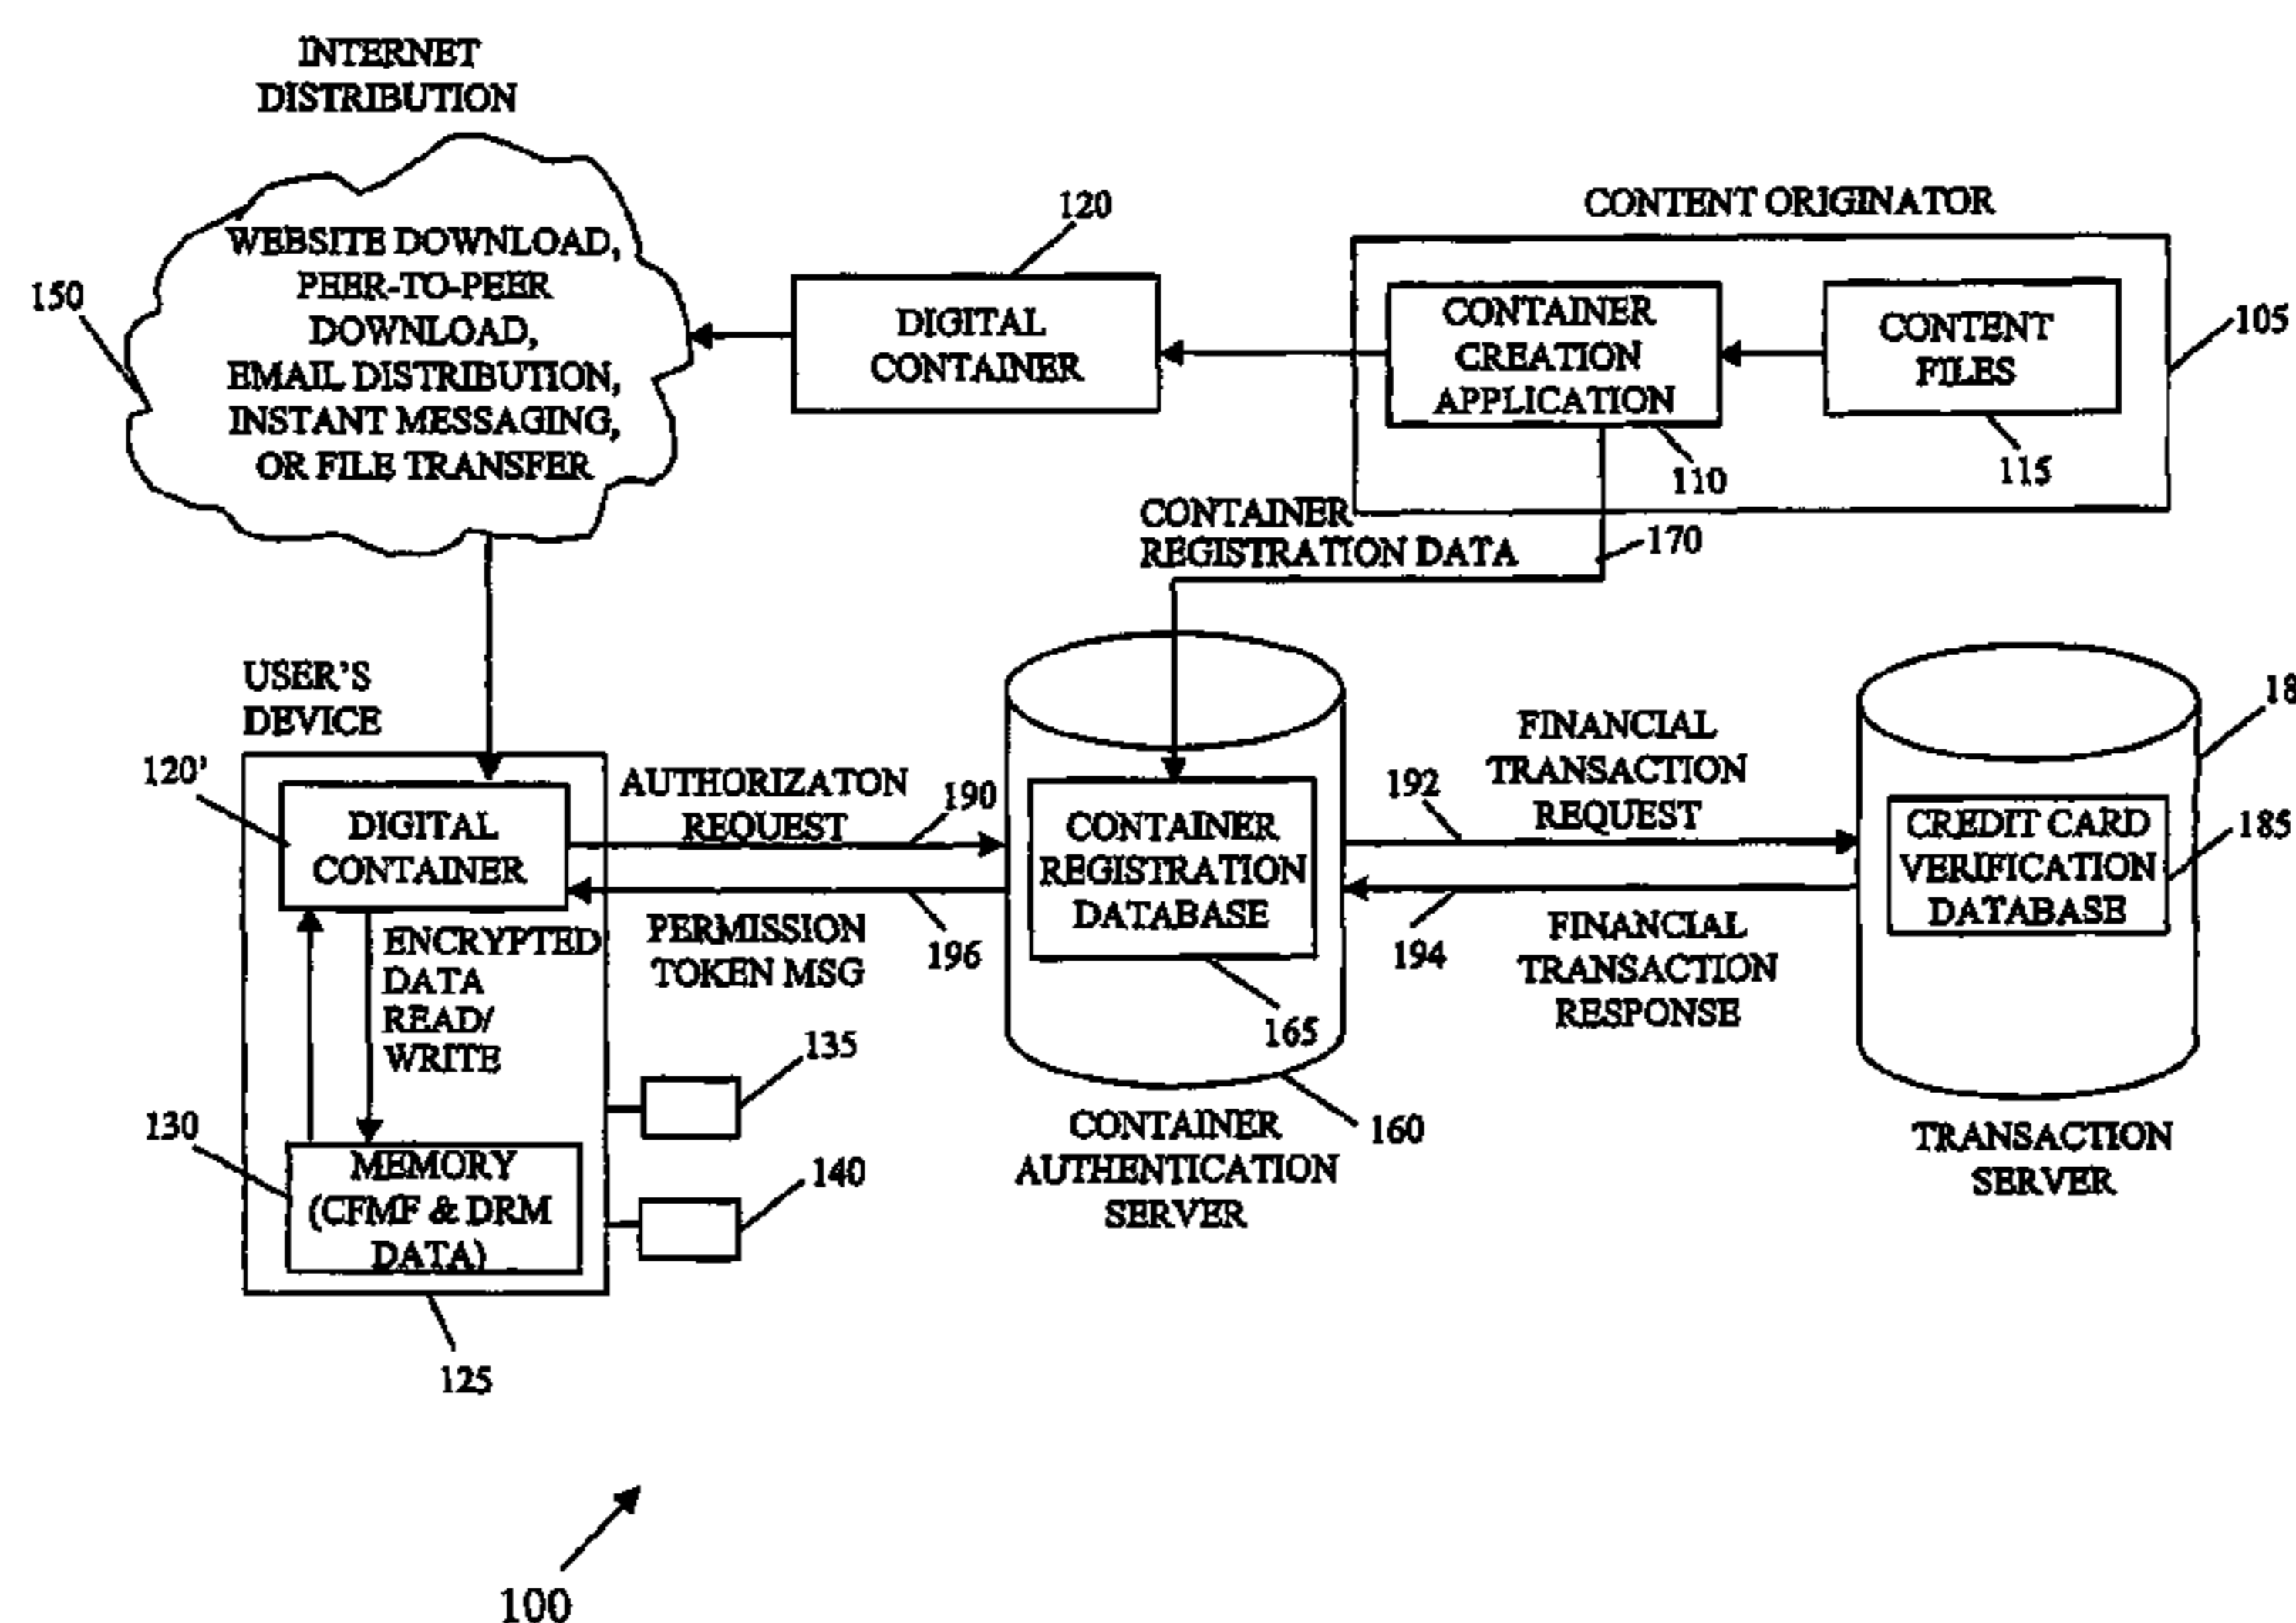 INTERNET
DISTRIBUTION
WEBSITE DOWNLOAD,
PEER-TO-PEER
DOWNLOAD,
EMAIL DISTRIBUTION,
INSTANT MESSAGING,
OR FILE TRANSFER
150
120
DIGITAL
CONTAINER
CONTENT ORIGINATOR
CONTAINER
CREATION
APPLICATION
110
CONTENT
FILES
115
105
CONTAINER
REGISTRATION DATA
170
USER'S
DEVICE
120'
DIGITAL
CONTAINER
AUTHORIZATON
REQUEST
190
PERMISSION
TOKEN MSG
196
ENCRYPTED
DATA
READ/
WRITE
130
MEMORY
(CFMF & DRM
DATA)
125
135
140
CONTAINER
REGISTRATION
DATABASE
165
160
CONTAINER
AUTHENTICATION
SERVER
FINANCIAL
TRANSACTION
REQUEST
192
194
FINANCIAL
TRANSACTION
RESPONSE
CREDIT CARD
VERIFICATION
DATABASE
185
TRANSACTION
SERVER
100